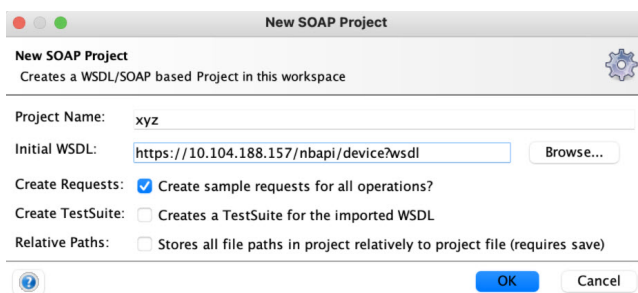 New SOAP Project
New SOAP Project
Creates a WSDL/SOAP based Project in this workspace
Project Name: xyz
Initial WSDL: https://10.104.188.157/nbapi/device?wsdl Browse...
Create Requests: Create sample requests for all operations?
Create TestSuite: Creates a TestSuite for the imported WSDL
Relative Paths: Stores all file paths in project relatively to project file (requires save)
? OK Cancel